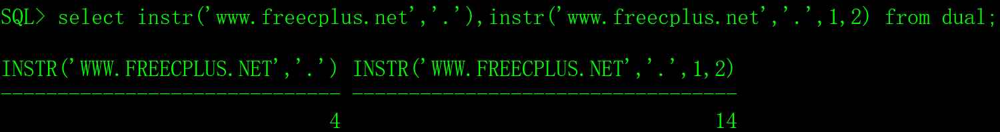 SQL> select instr('www.freecplus.net','.'),instr('www.freecplus.net','.',1,2) from dual;
INSTR('WWW.FREECPLUS.NET','.') INSTR('WWW.FREECPLUS.NET','.',1,2)
------------------------------ ----------------------------------
4 14